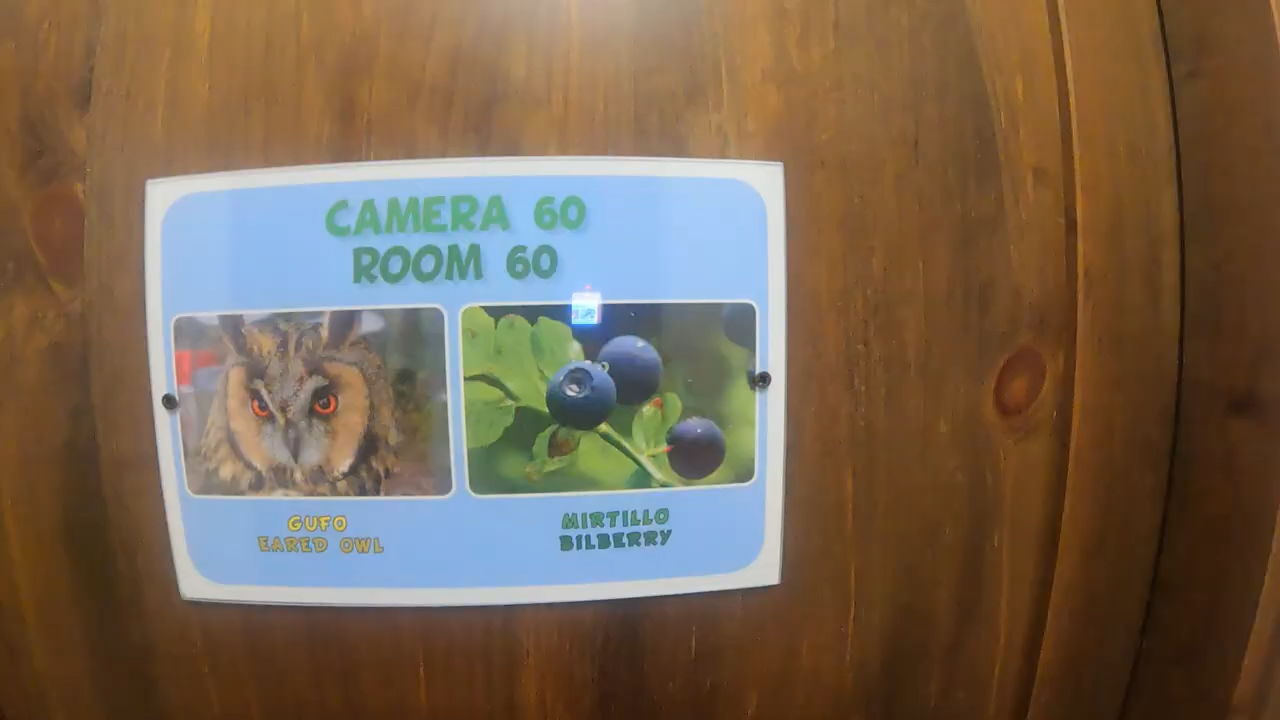 CAMERA 60
ROOM 60
GUFO
EARED OWL
MIRTILLO
BILBERRY